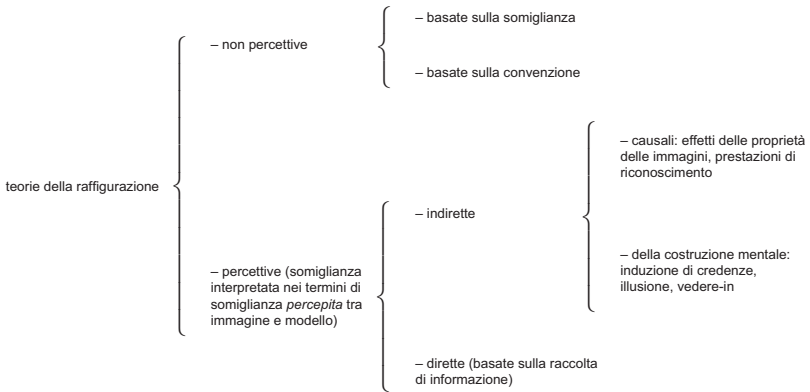 teorie della raffigurazione
– non percettive
– basate sulla somiglianza
– basate sulla convenzione
– percettive (somiglianza
interpretata nei termini di
somiglianza percepita tra
immagine e modello)
– indirette
– causali: effetti delle proprietà
delle immagini, prestazioni di
riconoscimento
– della costruzione mentale:
induzione di credenze,
illusione, vedere-in
– dirette (basate sulla raccolta
di informazione)